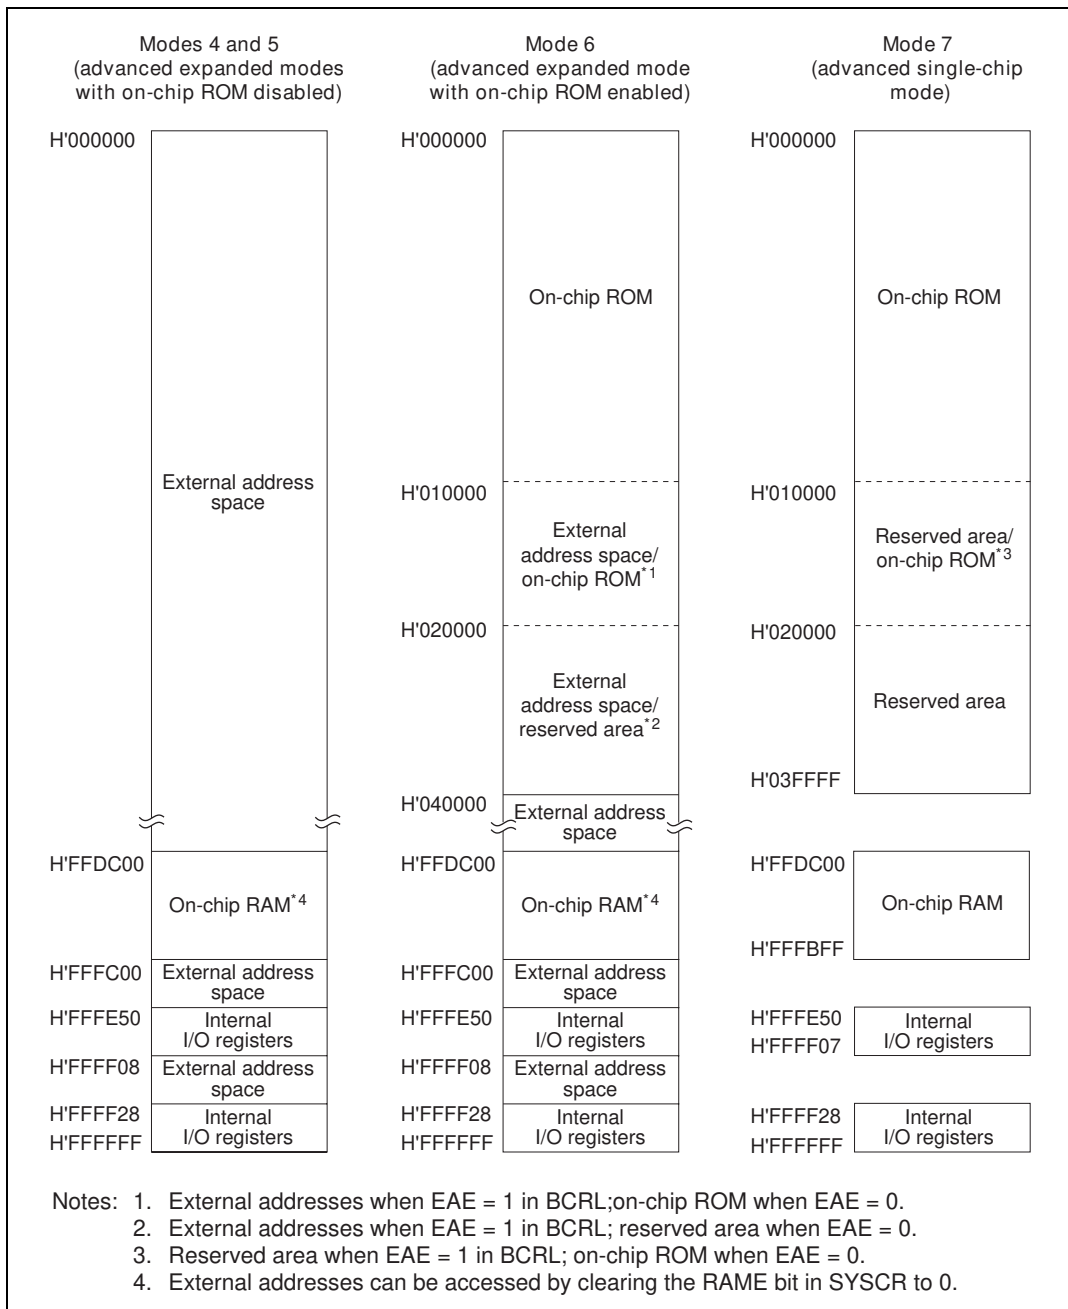 Modes 4 and 5
(advanced expanded modes
with on-chip ROM disabled)
H'000000
External address
space
H'FFDC00
On-chip RAM*4
H'FFFC00
External address
space
H'FFFE50
Internal
I/O registers
H'FFFF08
External address
space
H'FFFF28
Internal
I/O registers
H'FFFFFF
Mode 6
(advanced expanded mode
with on-chip ROM enabled)
H'000000
On-chip ROM
H'010000
External
address space/
on-chip ROM*1
H'020000
External
address space/
reserved area*2
H'040000
External address
space
H'FFDC00
On-chip RAM*4
H'FFFC00
External address
space
H'FFFE50
Internal
I/O registers
H'FFFF08
External address
space
H'FFFF28
Internal
I/O registers
H'FFFFFF
Mode 7
(advanced single-chip
mode)
H'000000
On-chip ROM
H'010000
Reserved area/
on-chip ROM*3
H'020000
Reserved area
H'03FFFF
H'FFDC00
On-chip RAM
H'FFFBFF
H'FFFE50
Internal
I/O registers
H'FFFF07
H'FFFF28
Internal
I/O registers
H'FFFFFF
Notes: 1. External addresses when EAE = 1 in BCRL;on-chip ROM when EAE = 0.
2. External addresses when EAE = 1 in BCRL; reserved area when EAE = 0.
3. Reserved area when EAE = 1 in BCRL; on-chip ROM when EAE = 0.
4. External addresses can be accessed by clearing the RAME bit in SYSCR to 0.